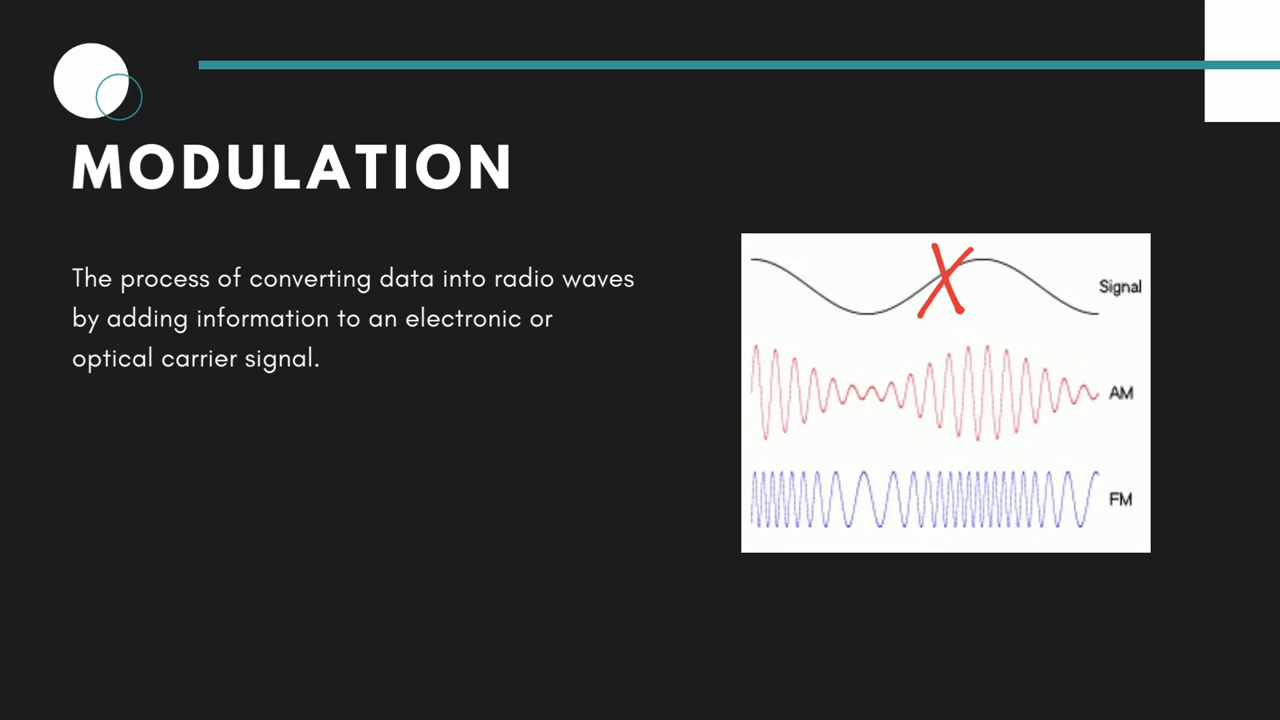 MODULATION
The process of converting data into radio waves
by adding information to an electronic or
optical carrier signal.
Signal
AM
FM